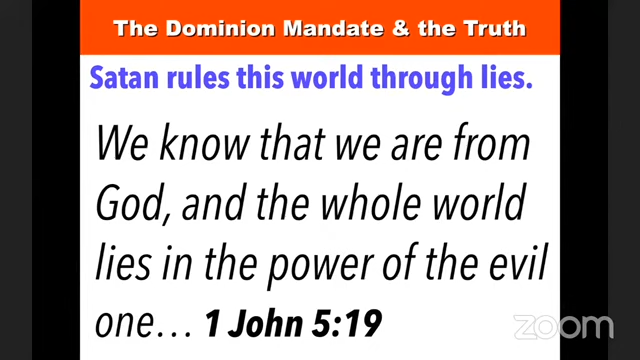 The Dominion Mandate & the Truth
Satan rules this world through lies.
We know that we are from
God, and the whole world
lies in the power of the evil
one… 1 John 5:19
zoom